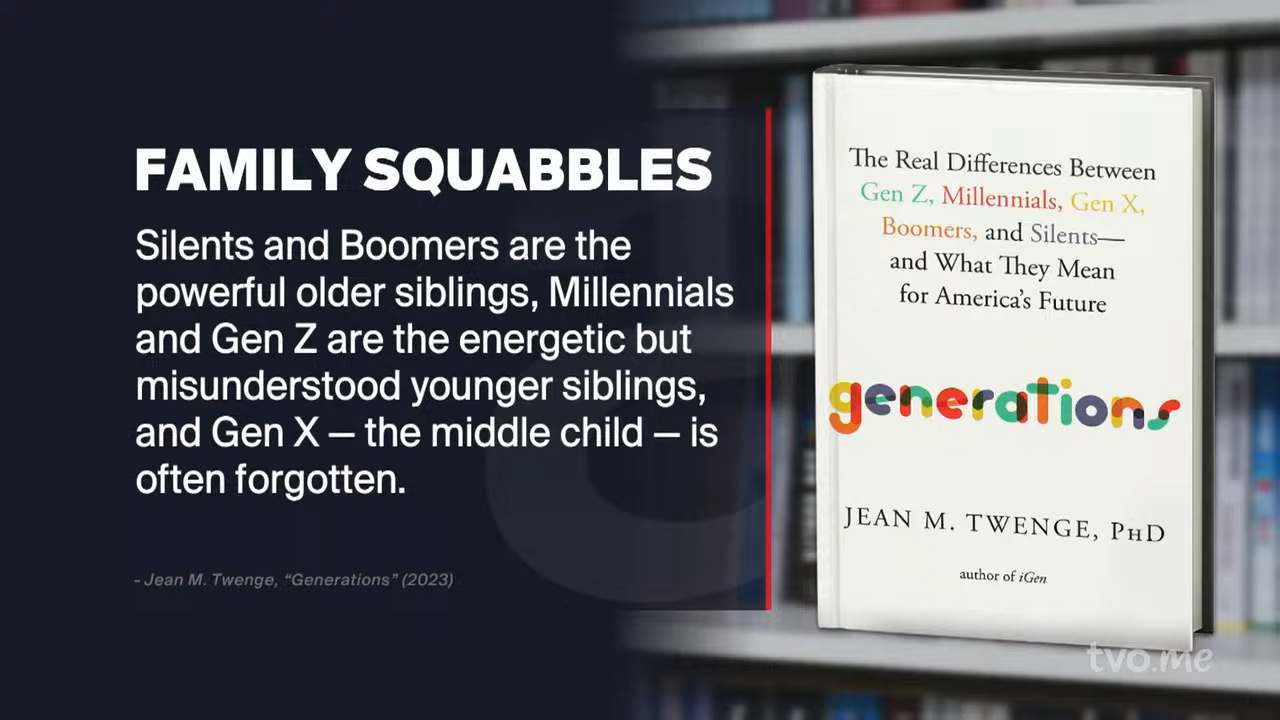 FAMILY SQUABBLES
Silents and Boomers are the
powerful older siblings, Millennials
and Gen Z are the energetic but
misunderstood younger siblings,
and Gen X – the middle child – is
often forgotten.
- Jean M. Twenge, “Generations” (2023)
The Real Differences Between
Gen Z, Millennials, Gen X,
Boomers, and Silents—
and What They Mean
for America’s Future
generations
JEAN M. TWENGE, PHD
author of iGen
tvo.me